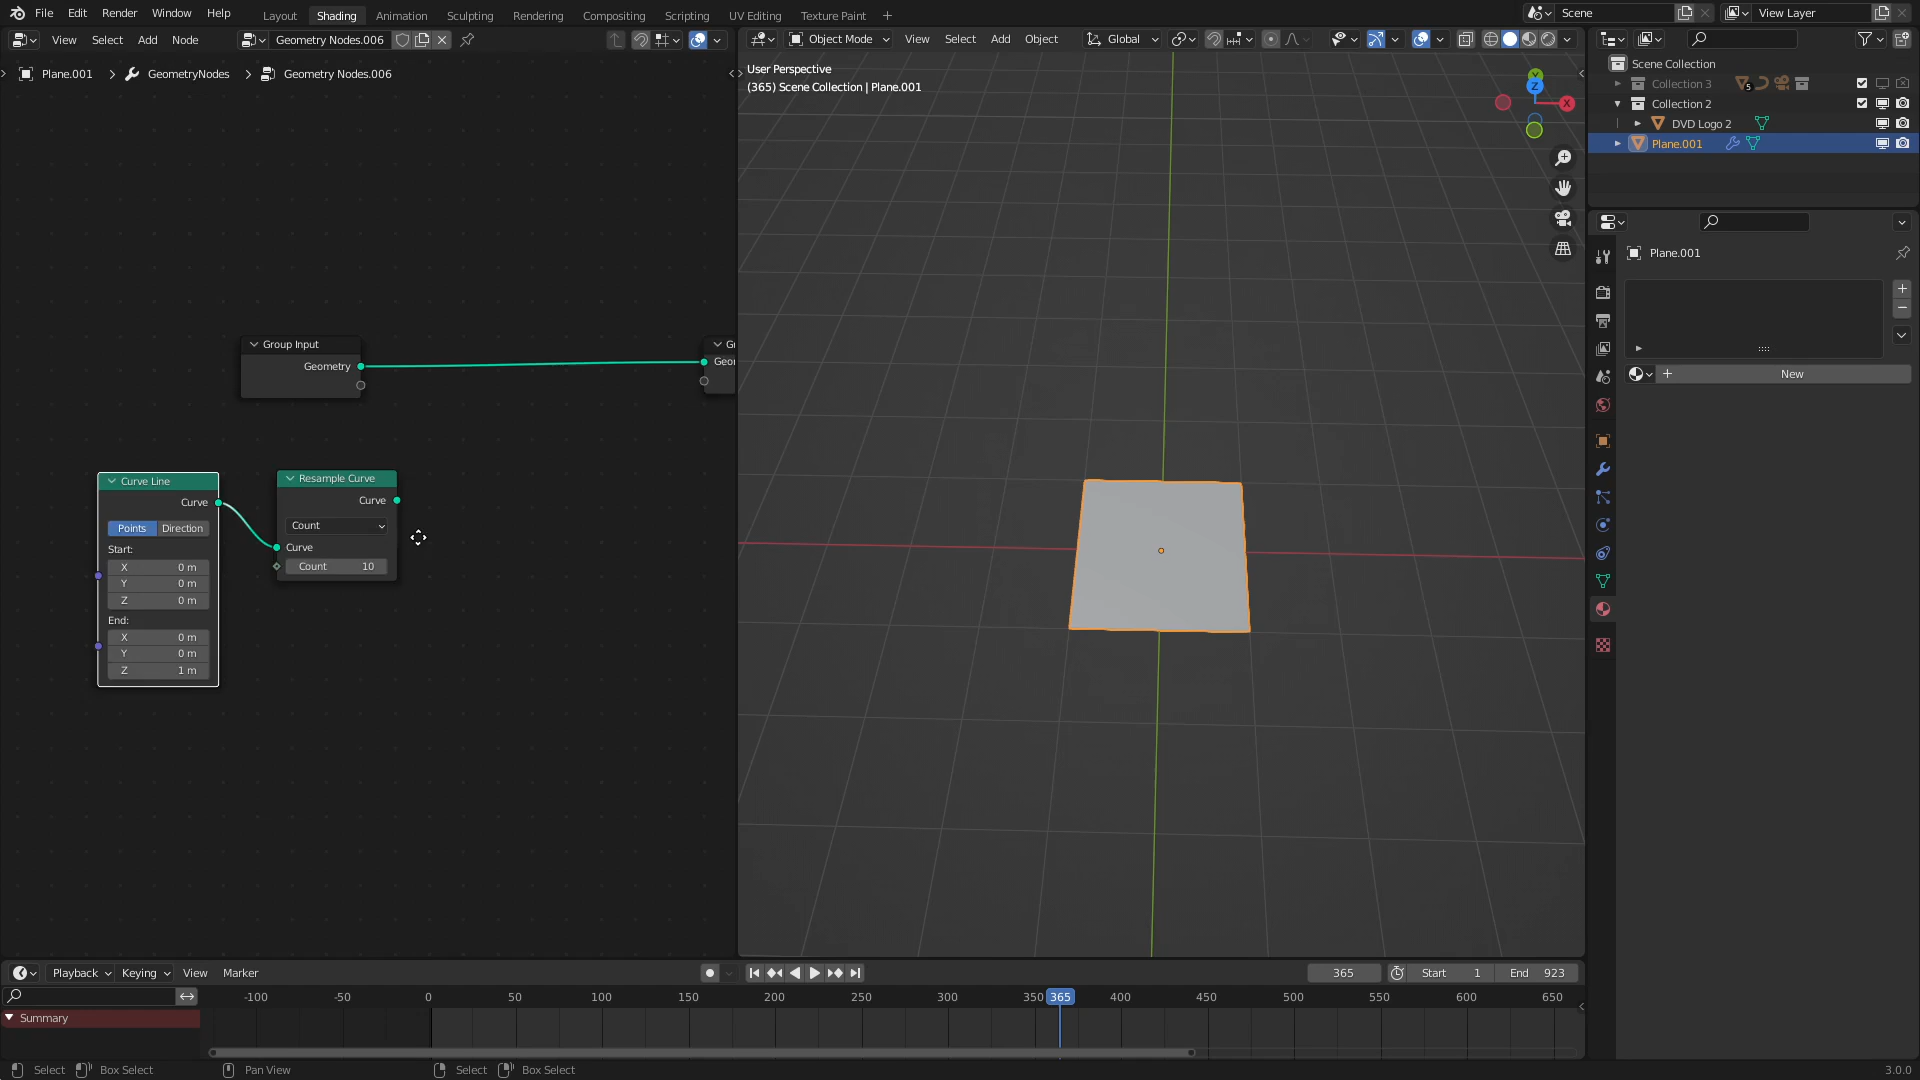 File Edit Render Window Help Layout Shading Animation Sculpting Rendering Compositing Scripting UV Editing Texture Paint + Scene View Layer
View Select Add Node Geometry Nodes.006 Object Mode View Select Add Object Global
Plane.001 > GeometryNodes > Geometry Nodes.006
User Perspective
(365) Scene Collection | Plane.001
Y
Z
X
Scene Collection
Collection 3 5
Collection 2
DVD Logo 2
Plane.001
Plane.001
New
Group Input
Geometry
Curve Line
Curve
Points Direction
Start:
X 0 m
Y 0 m
Z 0 m
End:
X 0 m
Y 0 m
Z 1 m
Resample Curve
Curve
Count
Curve
Count 10
Playback Keying View Marker 365 Start 1 End 923
-100 -50 0 50 100 150 200 250 300 350 365 400 450 500 550 600 650
Summary
Select Box Select Pan View Select Box Select 3.0.0